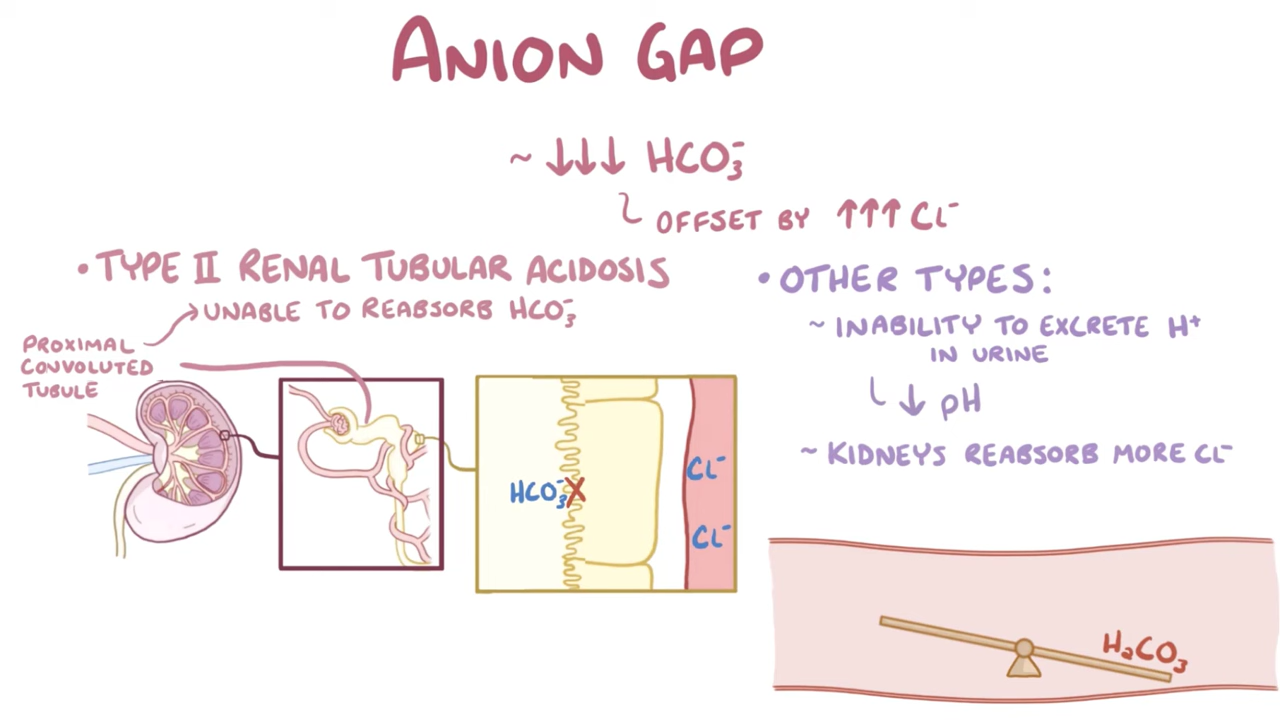 ANION GAP
~ ↓↓↓ HCO₃⁻
OFFSET BY ↑↑↑ CL⁻
• TYPE II RENAL TUBULAR ACIDOSIS
→ UNABLE TO REABSORB HCO₃⁻
PROXIMAL
CONVOLUTED
TUBULE
HCO₃⁻ X
CL⁻
CL⁻
• OTHER TYPES:
~ INABILITY TO EXCRETE H⁺
IN URINE
↓ pH
~ KIDNEYS REABSORB MORE CL⁻
H₂CO₃